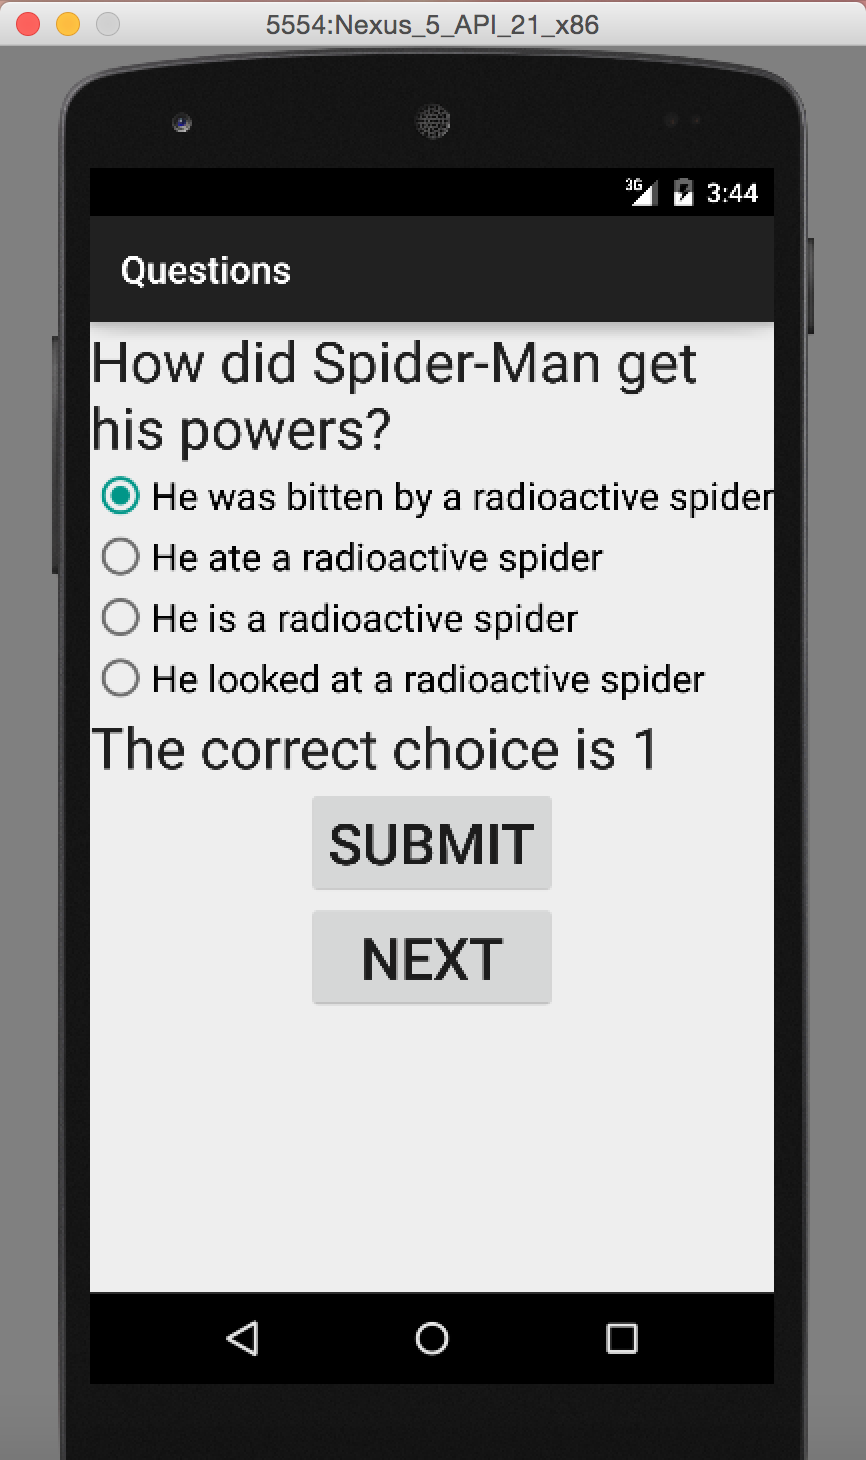 5554:Nexus_5_API_21_x86
3G 3:44
Questions
How did Spider-Man get
his powers?
He was bitten by a radioactive spider
He ate a radioactive spider
He is a radioactive spider
He looked at a radioactive spider
The correct choice is 1
SUBMIT
NEXT